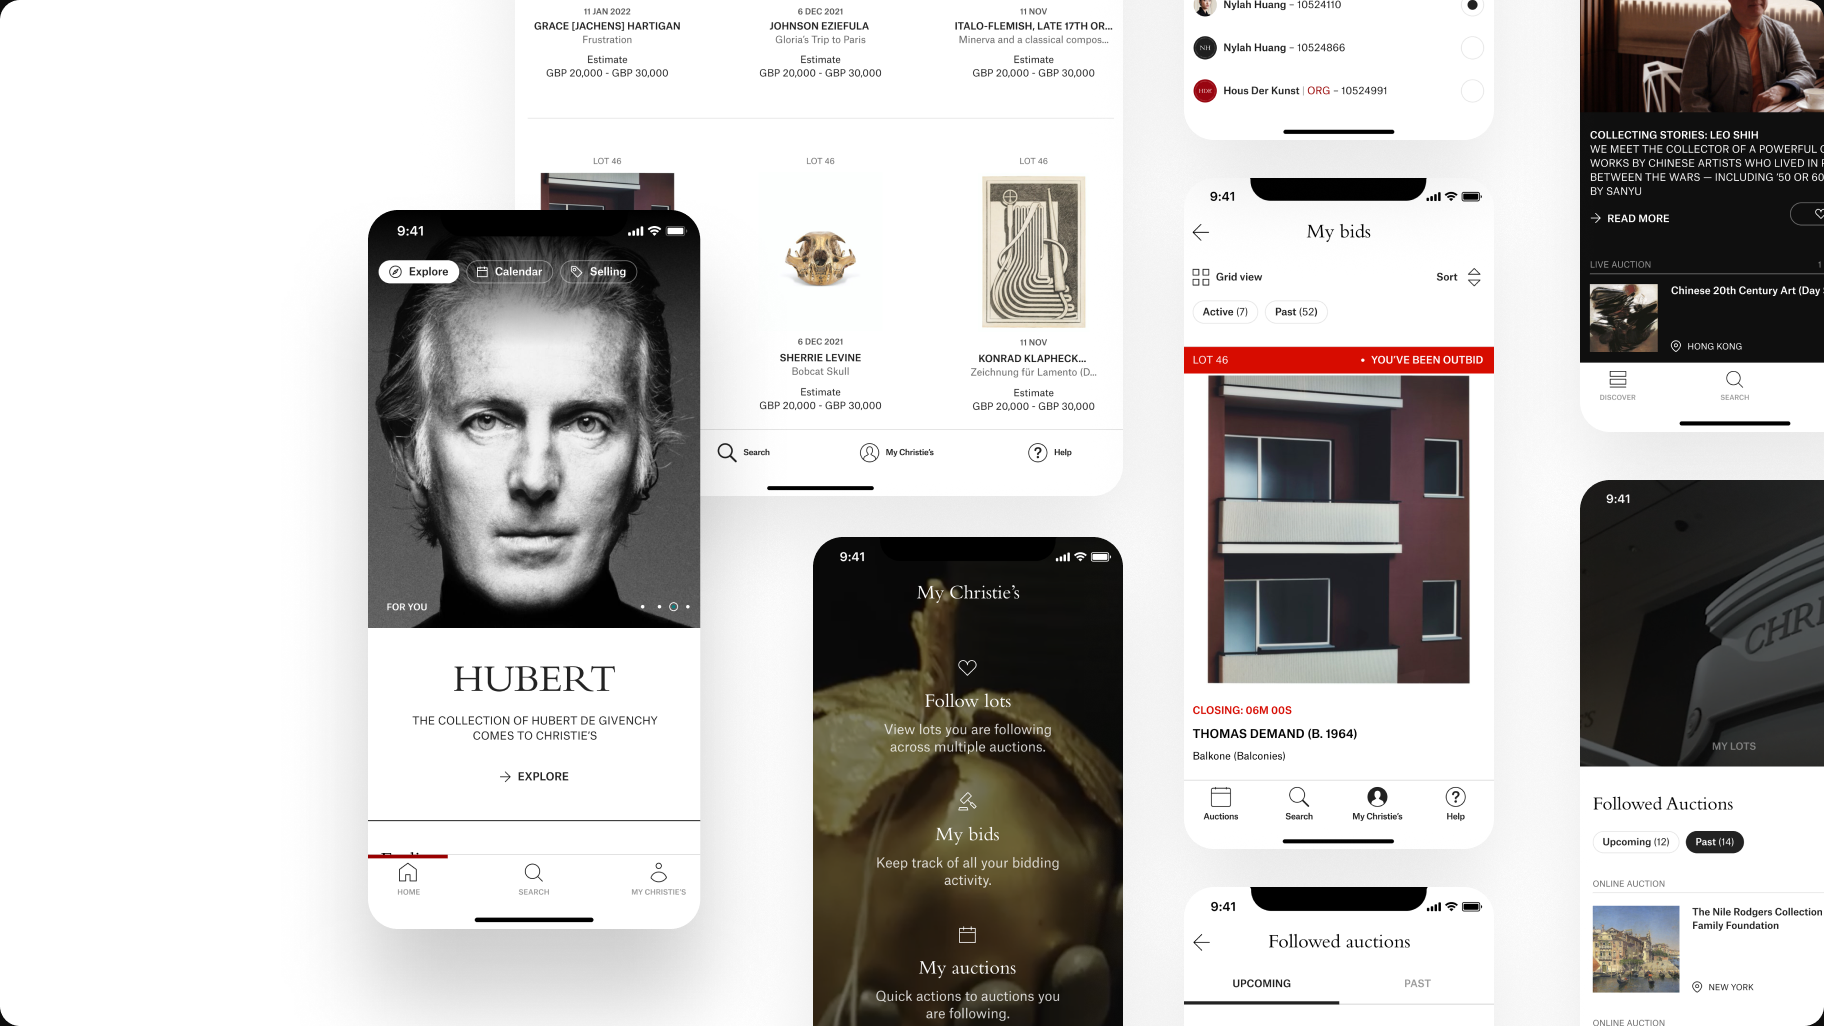 11 JAN 2022
GRACE [JACHENS] HARTIGAN
Frustration
Estimate
GBP 20,000 - GBP 30,000
6 DEC 2021
JOHNSON EZIEFULA
Gloria's Trip to Paris
Estimate
GBP 20,000 - GBP 30,000
11 NOV
ITALO-FLEMISH, LATE 17TH OR...
Minerva and a classical compos...
Estimate
GBP 20,000 - GBP 30,000
LOT 46
LOT 46
6 DEC 2021
SHERRIE LEVINE
Bobcat Skull
Estimate
GBP 20,000 - GBP 30,000
LOT 46
11 NOV
KONRAD KLAPHECK...
Zeichnung für Lamento (D...
Estimate
GBP 20,000 - GBP 30,000
Search
My Christie's
Help
9:41
Explore
Calendar
Selling
FOR YOU
HUBERT
THE COLLECTION OF HUBERT DE GIVENCHY
COMES TO CHRISTIE'S
EXPLORE
HOME
SEARCH
MY CHRISTIE'S
9:41
My Christie's
Follow lots
View lots you are following
across multiple auctions.
My bids
Keep track of all your bidding
activity.
My auctions
Quick actions to auctions you
are following.
Nylah Huang – 10524110
NH
Nylah Huang – 10524866
HDK
Hous Der Kunst | ORG – 10524991
9:41
My bids
Grid view
Sort
Active (7)
Past (52)
LOT 46
• YOU'VE BEEN OUTBID
CLOSING: 06M 00S
THOMAS DEMAND (B. 1964)
Balkone (Balconies)
Auctions
Search
My Christie's
Help
9:41
Followed auctions
UPCOMING
PAST
COLLECTING STORIES: LEO SHIH
WE MEET THE COLLECTOR OF A POWERFUL
WORKS BY CHINESE ARTISTS WHO LIVED IN
BETWEEN THE WARS — INCLUDING '50 OR 60
BY SANYU
READ MORE
LIVE AUCTION
1
Chinese 20th Century Art (Day
HONG KONG
DISCOVER
SEARCH
9:41
CHRI
MY LOTS
Followed Auctions
Upcoming (12)
Past (14)
ONLINE AUCTION
The Nile Rodgers Collection
Family Foundation
NEW YORK
ONLINE AUCTION